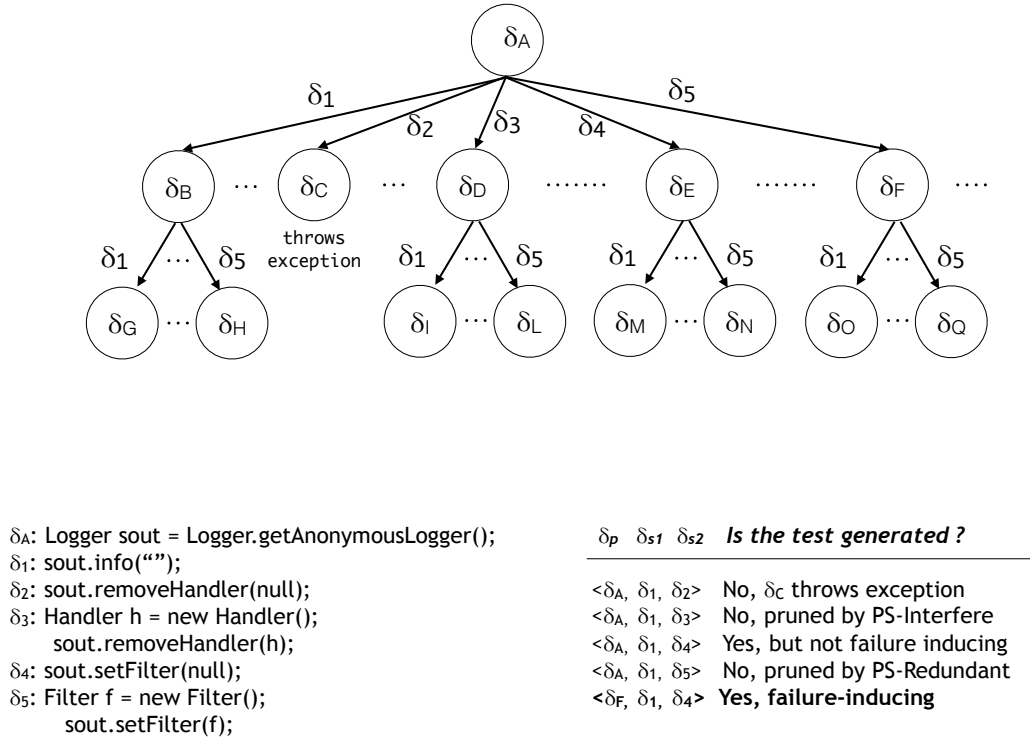 δA
δ1
δ2
δ3
δ4
δ5
δB ... δC ... δD ....... δE ....... δF ....
throws
exception
δ1 ... δ5
δ1 ... δ5
δ1 ... δ5
δ1 ... δ5
δG ... δH
δI ... δL
δM ... δN
δO ... δQ
δA: Logger sout = Logger.getAnonymousLogger();
δ1: sout.info(“”);
δ2: sout.removeHandler(null);
δ3: Handler h = new Handler();
sout.removeHandler(h);
δ4: sout.setFilter(null);
δ5: Filter f = new Filter();
sout.setFilter(f);
δp δs1 δs2 Is the test generated ?
<δA, δ1, δ2> No, δC throws exception
<δA, δ1, δ3> No, pruned by PS-Interfere
<δA, δ1, δ4> Yes, but not failure inducing
<δA, δ1, δ5> No, pruned by PS-Redundant
<δF, δ1, δ4> Yes, failure-inducing